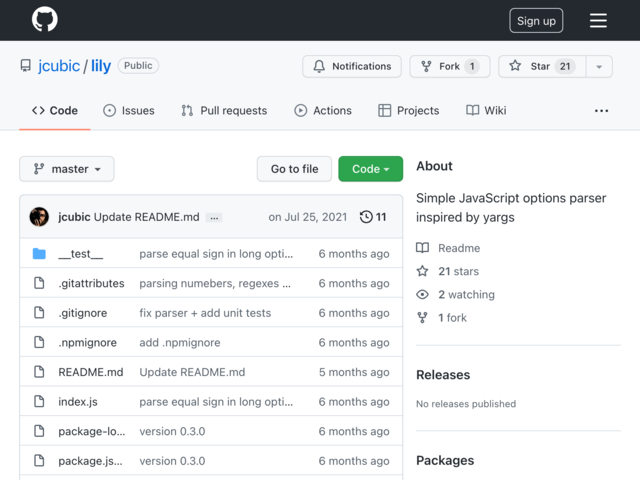 Sign up
jcubic / lily Public
Notifications Fork 1 Star 21
Code Issues Pull requests Actions Projects Wiki ...
master Go to file Code
jcubic Update README.md ... on Jul 25, 2021 11
__test__ parse equal sign in long opti... 6 months ago
.gitattributes parsing numebers, regexes ... 6 months ago
.gitignore fix parser + add unit tests 6 months ago
.npmignore add .npmignore 6 months ago
README.md Update README.md 5 months ago
index.js parse equal sign in long opti... 6 months ago
package-lo... version 0.3.0 6 months ago
package.js... version 0.3.0 6 months ago
About
Simple JavaScript options parser
inspired by yargs
Readme
21 stars
2 watching
1 fork
Releases
No releases published
Packages